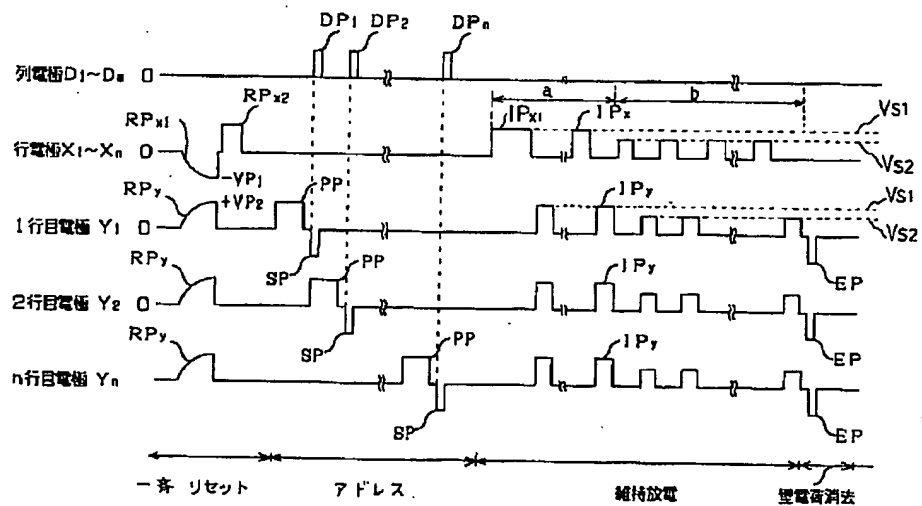 DP1 DP2 DPn
列電極D1~Dm 0
a b
RPx1 RPx2 IPx1 IPx VS1
行電極X1~Xn 0
VS2
-VP1
RPy +VP2 PP IPy VS1
1行目電極 Y1 0
VS2
SP EP
RPy PP IPy
2行目電極 Y2 0
SP EP
RPy PP IPy
n行目電極 Yn 0
SP EP
一斉 リセット アドレス 維持放電 壁電荷消去